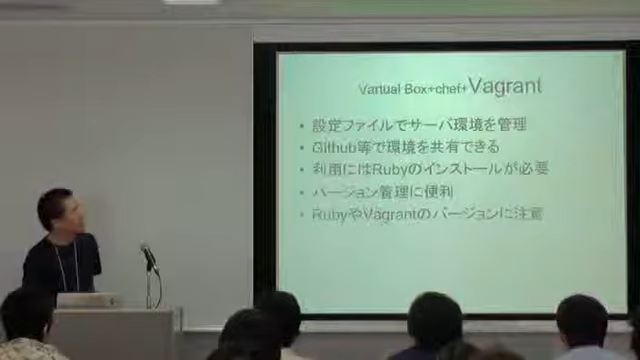 Vartual Box+chef+Vagrant
• 設定ファイルでサーバ環境を管理
• Github等で環境を共有できる
• 利用にはRubyのインストールが必要
• バージョン管理に便利
• RubyやVagrantのバージョンに注意